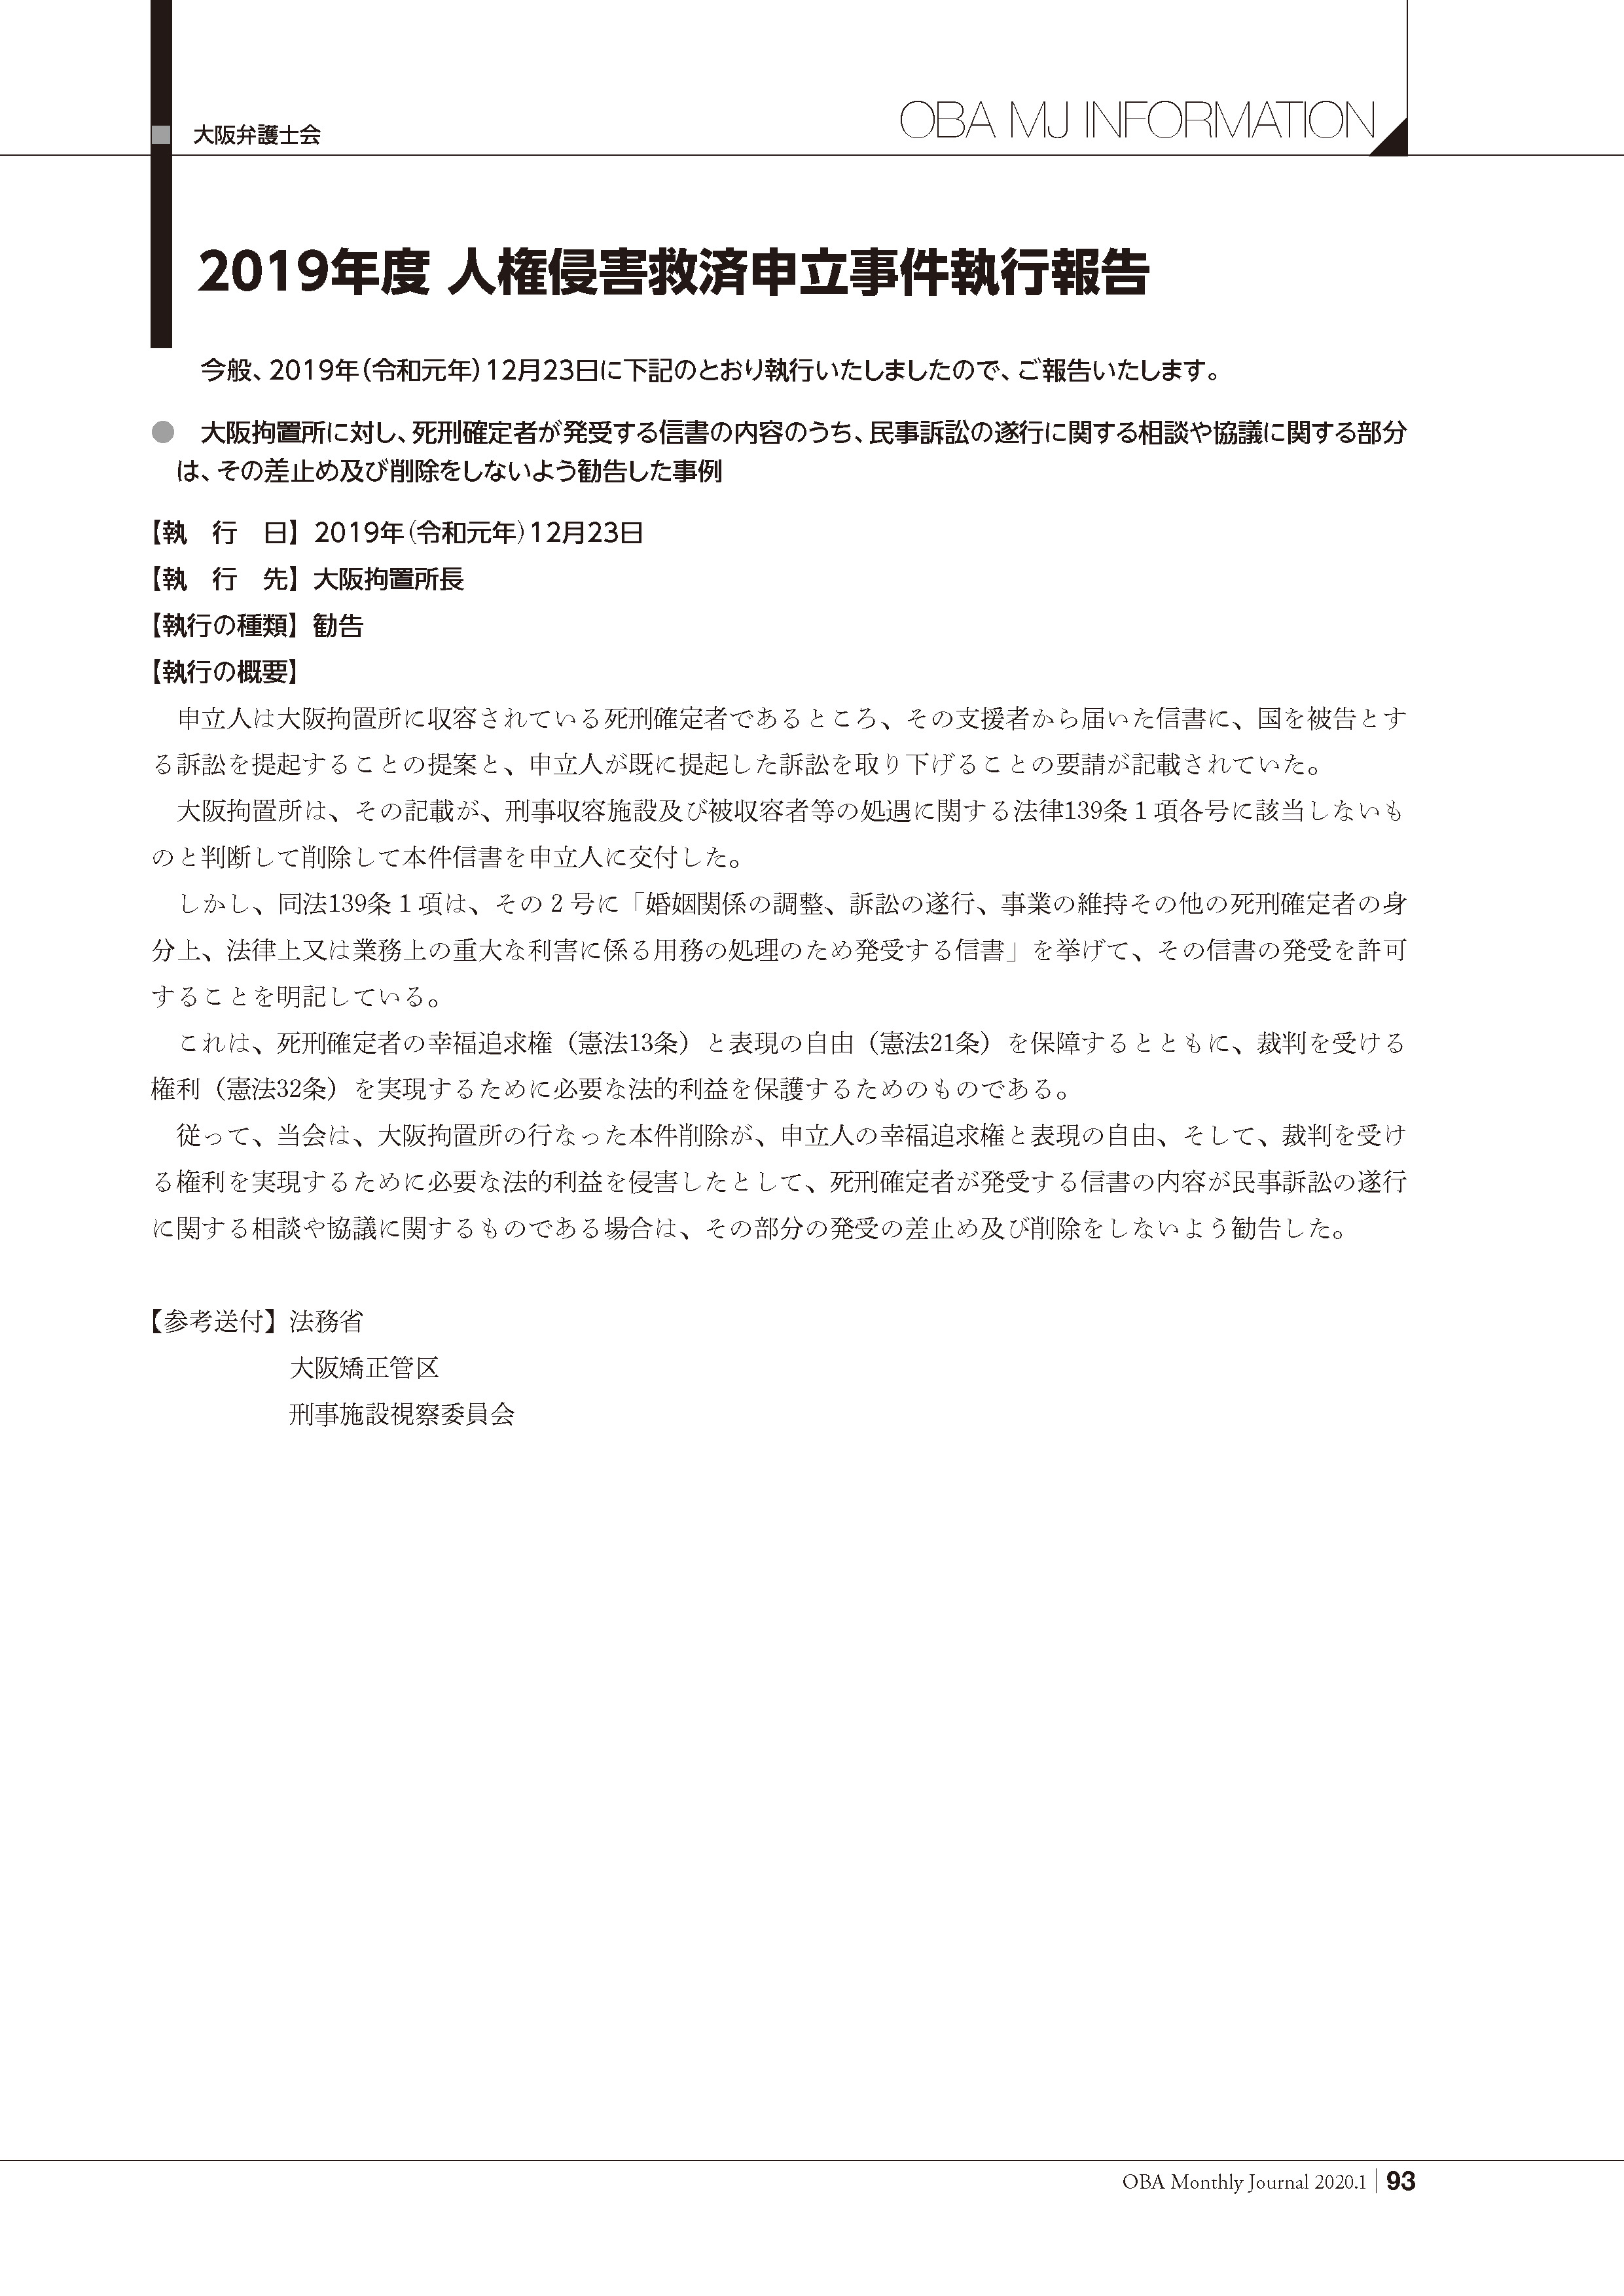 大阪弁護士会
OBA MJ INFORMATION
2019年度 人権侵害救済申立事件執行報告
今般、2019年(令和元年)12月23日に下記のとおり執行いたしましたので、ご報告いたします。
● 大阪拘置所に対し、死刑確定者が発受する信書の内容のうち、民事訴訟の遂行に関する相談や協議に関する部分
は、その差止め及び削除をしないよう勧告した事例
【執 行 日】2019年(令和元年)12月23日
【執 行 先】大阪拘置所長
【執行の種類】勧告
【執行の概要】
申立人は大阪拘置所に収容されている死刑確定者であるところ、その支援者から届いた信書に、国を被告とす
る訴訟を提起することの提案と、申立人が既に提起した訴訟を取り下げることの要請が記載されていた。
大阪拘置所は、その記載が、刑事収容施設及び被収容者等の処遇に関する法律139条1項各号に該当しないも
のと判断して削除して本件信書を申立人に交付した。
しかし、同法139条1項は、その2号に「婚姻関係の調整、訴訟の遂行、事業の維持その他の死刑確定者の身
分上、法律上又は業務上の重大な利害に係る用務の処理のため発受する信書」を挙げて、その信書の発受を許可
することを明記している。
これは、死刑確定者の幸福追求権（憲法13条）と表現の自由（憲法21条）を保障するとともに、裁判を受ける
権利（憲法32条）を実現するために必要な法的利益を保護するためのものである。
従って、当会は、大阪拘置所の行なった本件削除が、申立人の幸福追求権と表現の自由、そして、裁判を受け
る権利を実現するために必要な法的利益を侵害したとして、死刑確定者が発受する信書の内容が民事訴訟の遂行
に関する相談や協議に関するものである場合は、その部分の発受の差止め及び削除をしないよう勧告した。
【参考送付】法務省
大阪矯正管区
刑事施設視察委員会
OBA Monthly Journal 2020.1 | 93